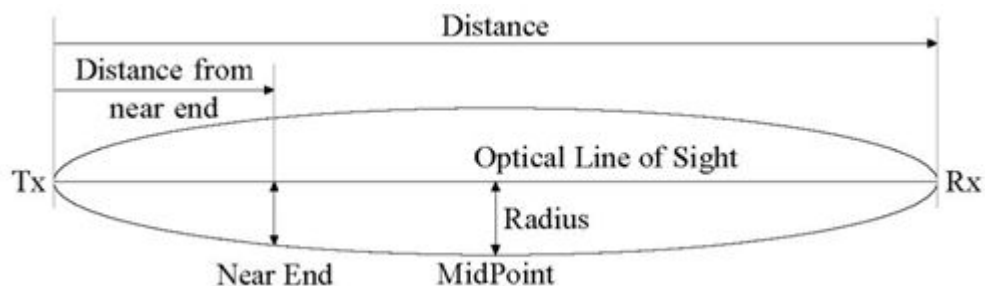 Distance
Distance from
near end
Optical Line of Sight
Tx
Rx
Radius
Near End
MidPoint